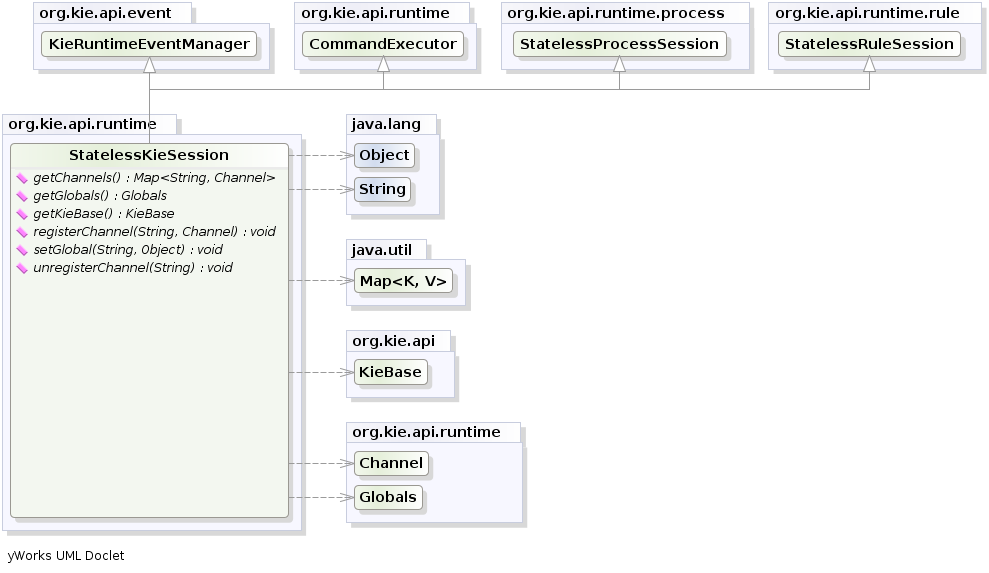 org.kie.api.event
org.kie.api.runtime
org.kie.api.runtime.process
org.kie.api.runtime.rule
KieRuntimeEventManager
CommandExecutor
StatelessProcessSession
StatelessRuleSession
org.kie.api.runtime
StatelessKieSession
getChannels() : Map<String, Channel>
getGlobals() : Globals
getKieBase() : KieBase
registerChannel(String, Channel) : void
setGlobal(String, Object) : void
unregisterChannel(String) : void
java.lang
Object
String
java.util
Map<K, V>
org.kie.api
KieBase
org.kie.api.runtime
Channel
Globals
yWorks UML Doclet